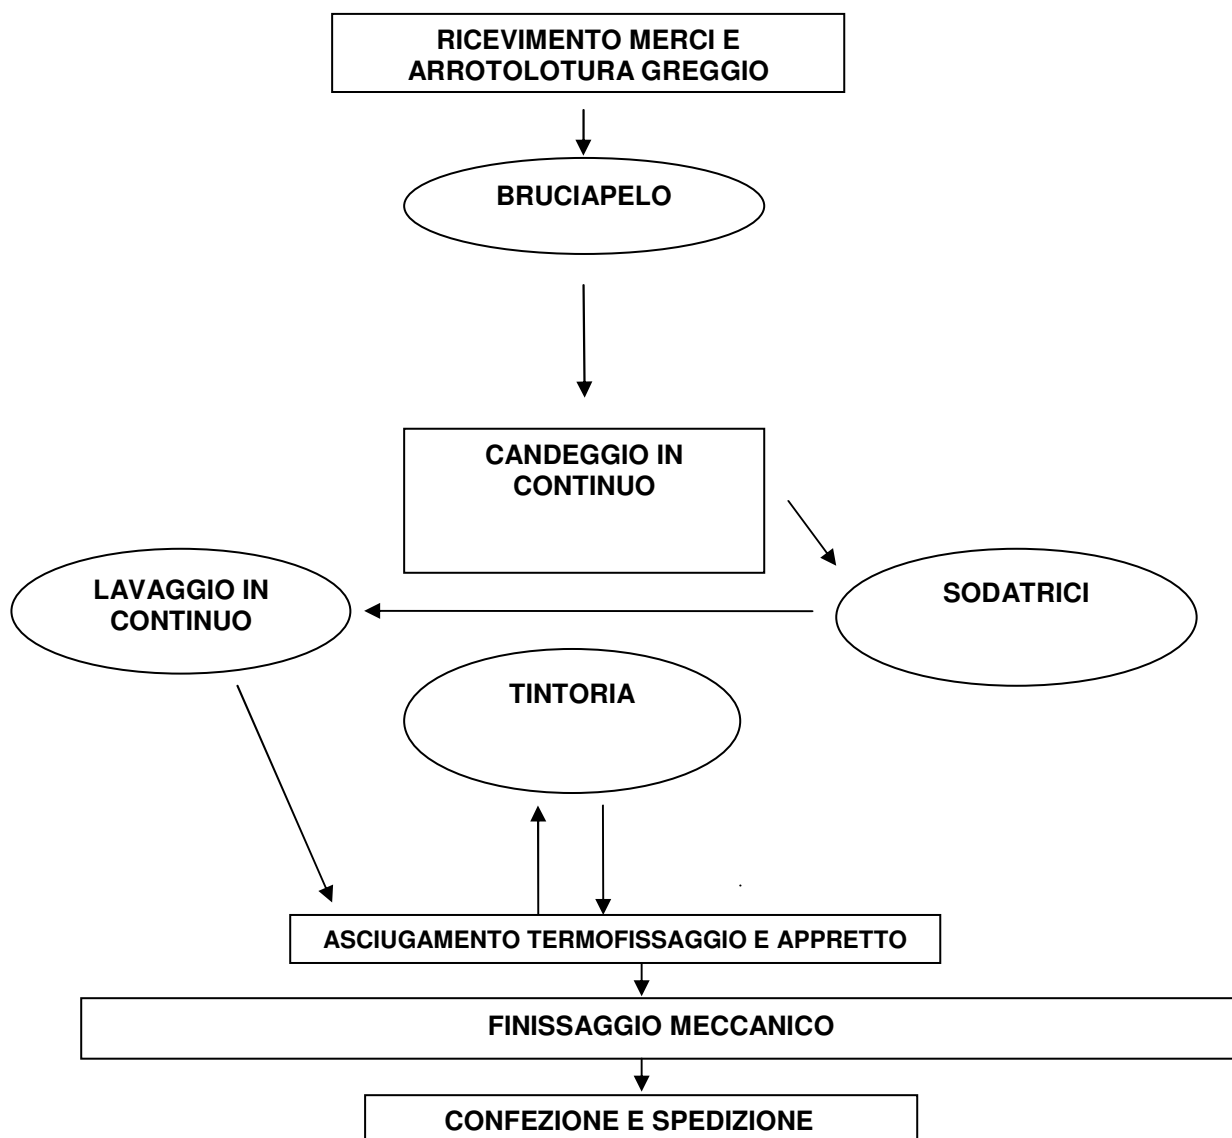 RICEVIMENTO MERCI E
ARROTOLOTURA GREGGIO
BRUCIAPELO
CANDEGGIO IN
CONTINUO
LAVAGGIO IN
CONTINUO
SODATRICI
TINTORIA
ASCIUGAMENTO TERMOFISSAGGIO E APPRETTO
FINISSAGGIO MECCANICO
CONFEZIONE E SPEDIZIONE